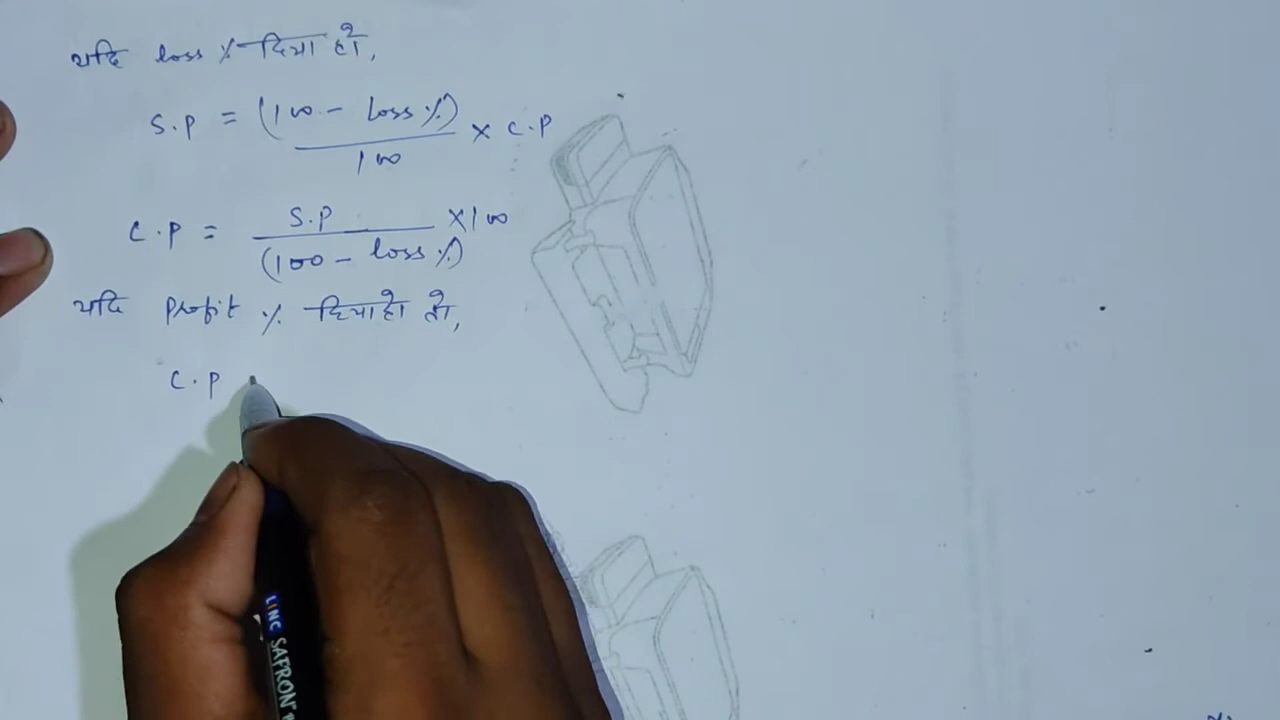 यदि loss % दिया हो,
S.P = (100 - loss %) / 100 × C.P
C.P = S.P / (100 - loss %) × 100
यदि Profit % दिया हो तो,
C.P
LINC SAFRON